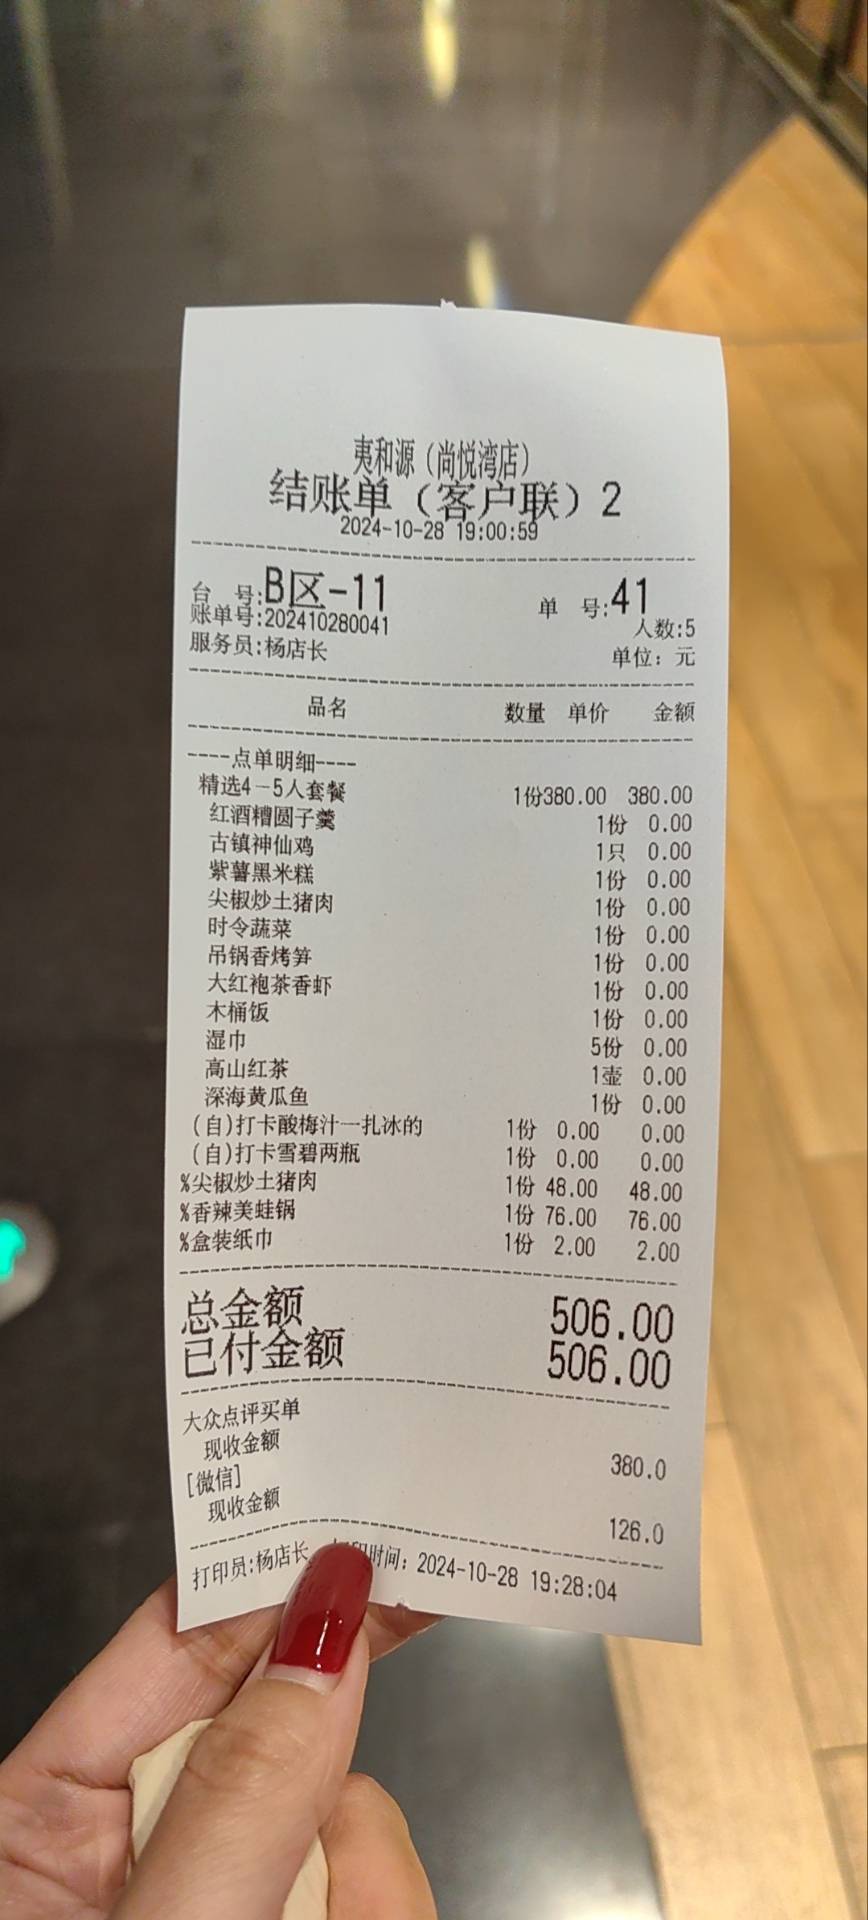 夷和源（尚悦湾店）
结账单（客户联）2
2024-10-28 19:00:59
台 号:B区-11 单 号:41
账单号:202410280041 人数:5
服务员:杨店长 单位: 元
品名 数量 单价 金额
----点单明细----
精选4-5人套餐 1份380.00 380.00
红酒糟圆子羹 1份 0.00
古镇神仙鸡 1只 0.00
紫薯黑米糕 1份 0.00
尖椒炒土猪肉 1份 0.00
时令蔬菜 1份 0.00
吊锅香烤笋 1份 0.00
大红袍茶香虾 1份 0.00
木桶饭 1份 0.00
湿巾 5份 0.00
高山红茶 1壶 0.00
深海黄瓜鱼 1份 0.00
(自)打卡酸梅汁一扎冰的 1份 0.00 0.00
(自)打卡雪碧两瓶 1份 0.00 0.00
%尖椒炒土猪肉 1份 48.00 48.00
%香辣美蛙锅 1份 76.00 76.00
%盒装纸巾 1份 2.00 2.00
总金额 506.00
已付金额 506.00
大众点评买单
现收金额 380.0
[微信]
现收金额 126.0
打印员:杨店长 时间: 2024-10-28 19:28:04